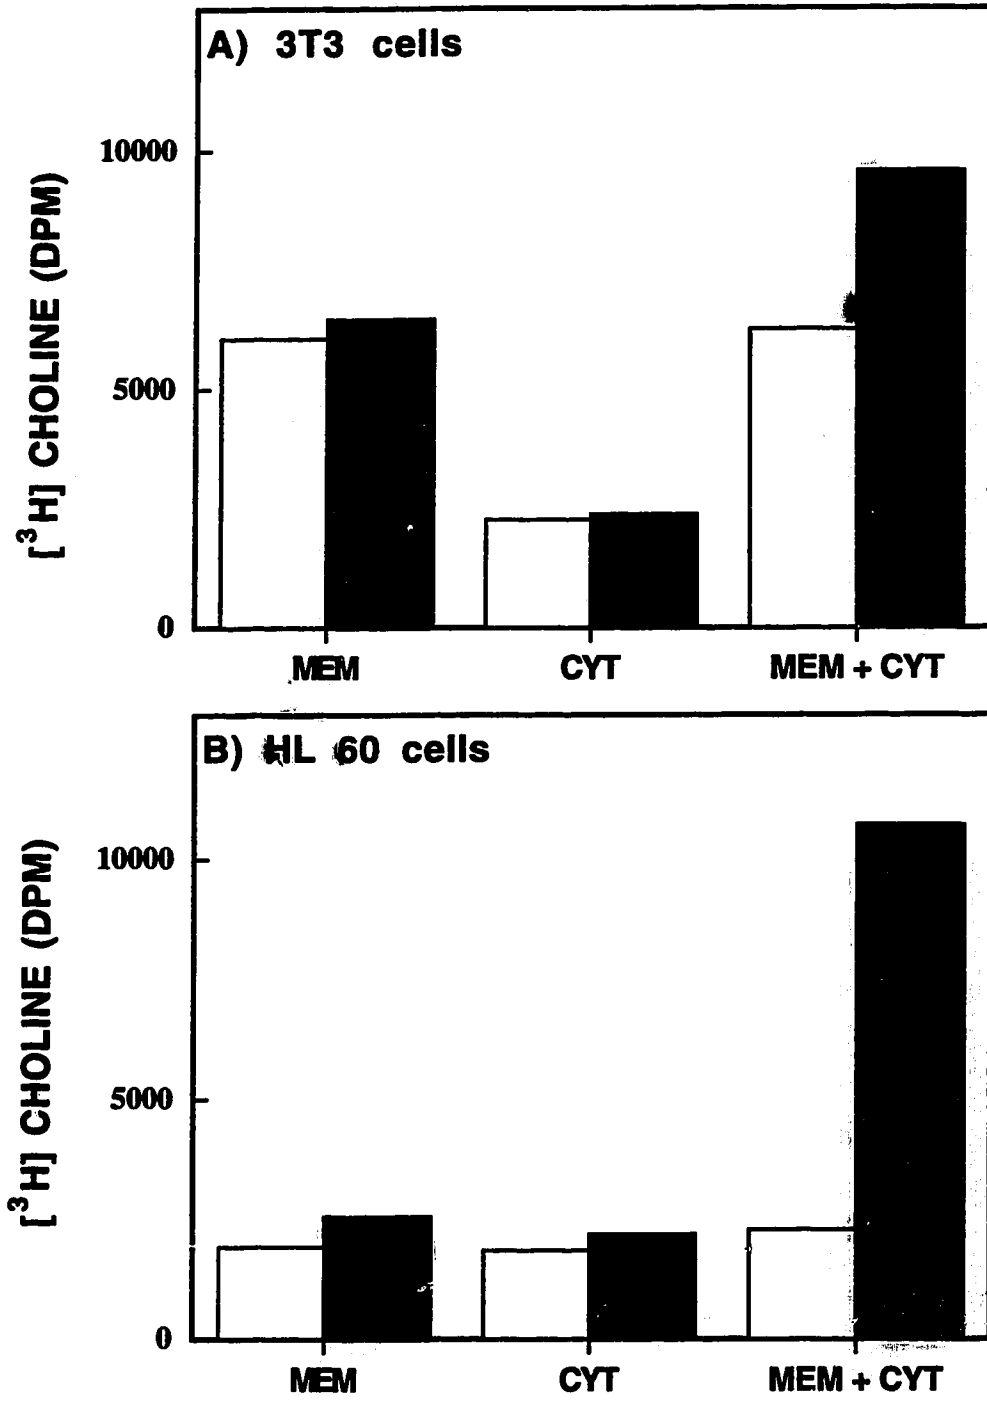 A) 3T3 cells
[³H] CHOLINE (DPM)
10000
5000
0
MEM
CYT
MEM + CYT
B) HL 60 cells
[³H] CHOLINE (DPM)
10000
5000
0
MEM
CYT
MEM + CYT